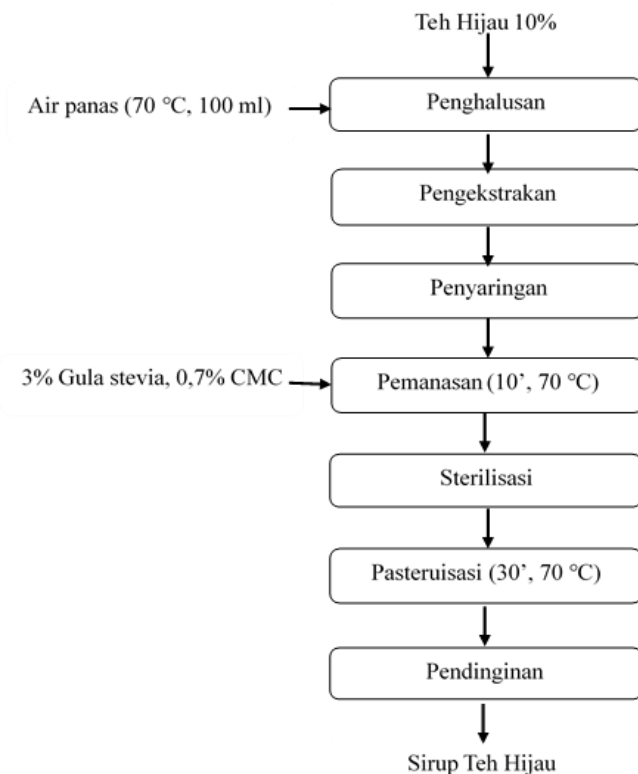 Teh Hijau 10%
Air panas (70 °C, 100 ml)
Penghalusan
Pengekstrakan
Penyaringan
3% Gula stevia, 0,7% CMC
Pemanasan (10’, 70 °C)
Sterilisasi
Pasteruisasi (30’, 70 °C)
Pendinginan
Sirup Teh Hijau